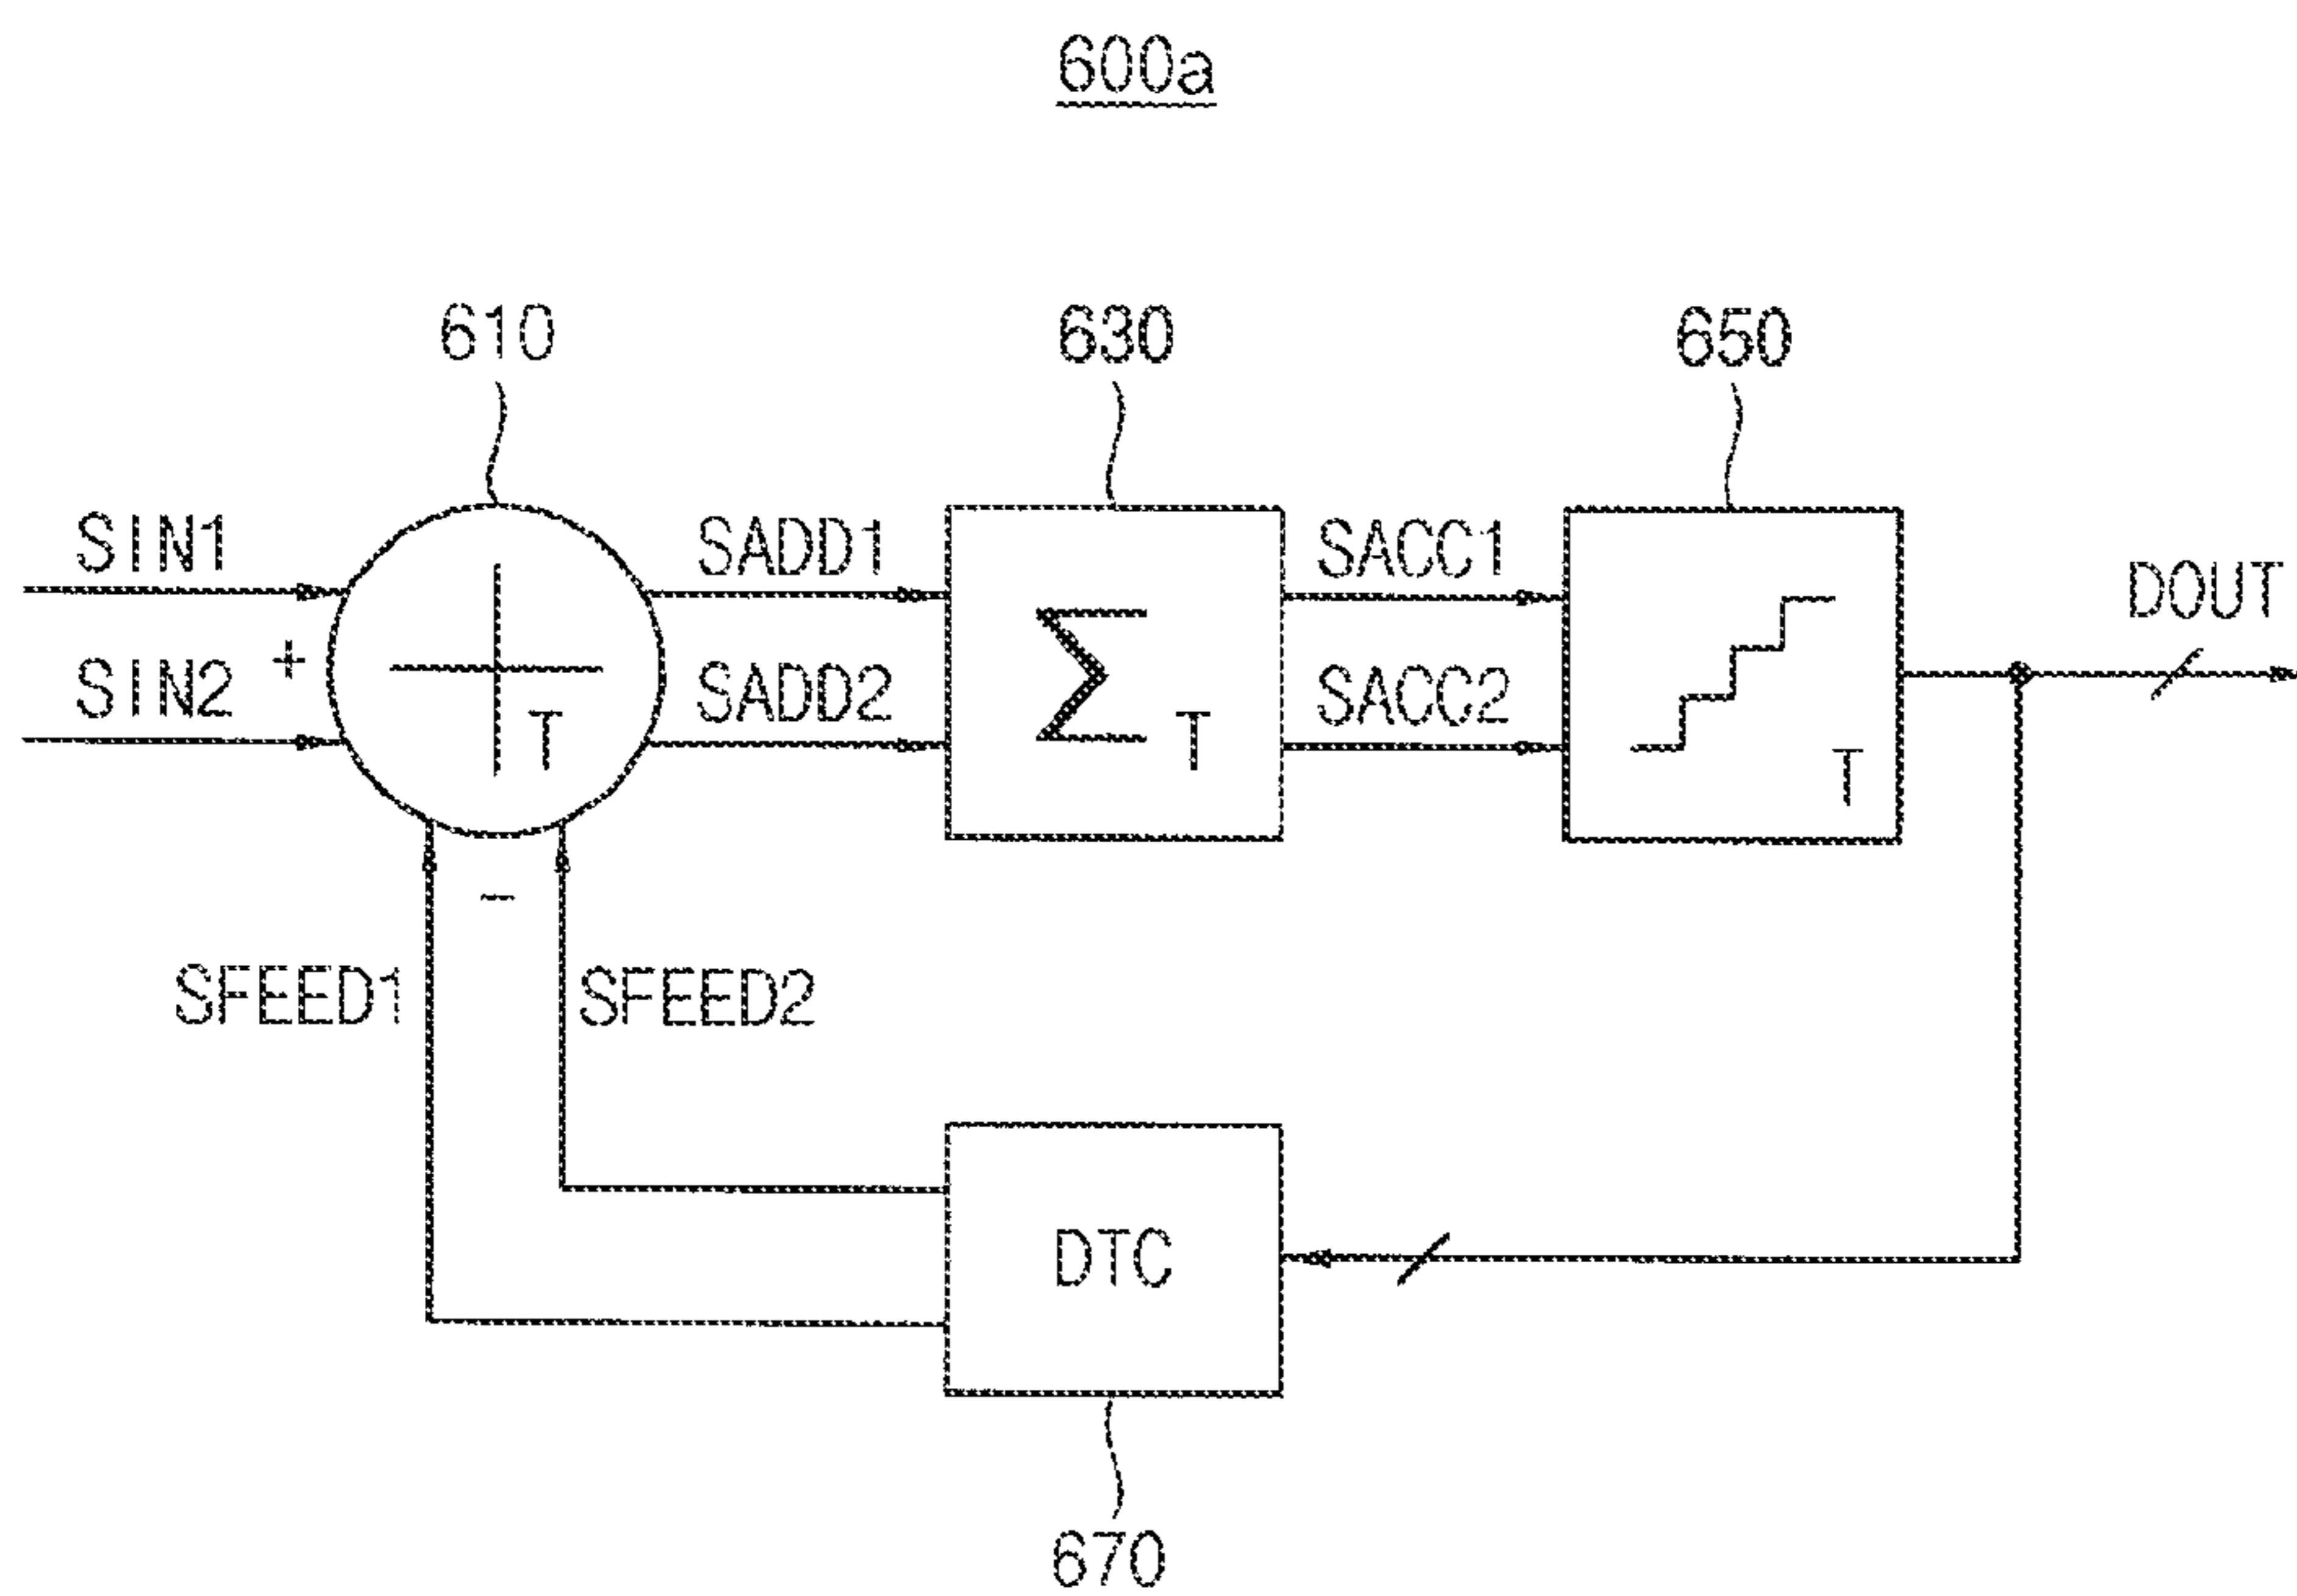 600a
610
630
650
SIN1
SADD1
SACC1
DOUT
+
SIN2
T
SADD2
Σ T
SACC2
T
−
SFEED1
SFEED2
DTC
670